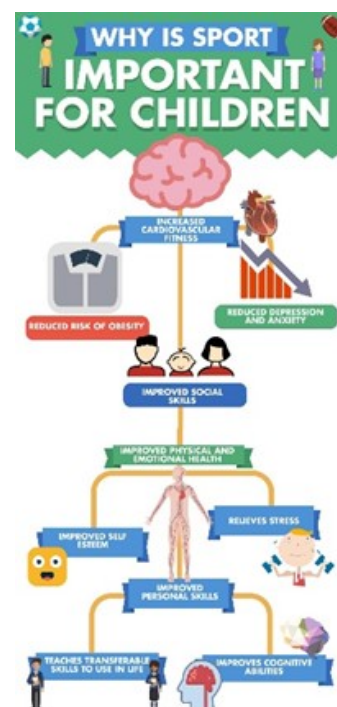 WHY IS SPORT
IMPORTANT
FOR CHILDREN
INCREASED
CARDIOVASCULAR
FITNESS
REDUCED RISK OF OBESITY
REDUCED DEPRESSION
AND ANXIETY
IMPROVED SOCIAL
SKILLS
IMPROVED PHYSICAL AND
EMOTIONAL HEALTH
IMPROVED SELF
ESTEEM
RELIEVES STRESS
IMPROVED
PERSONAL SKILLS
TEACHES TRANSFERABLE
SKILLS TO USE IN LIFE
IMPROVES COGNITIVE
ABILITIES